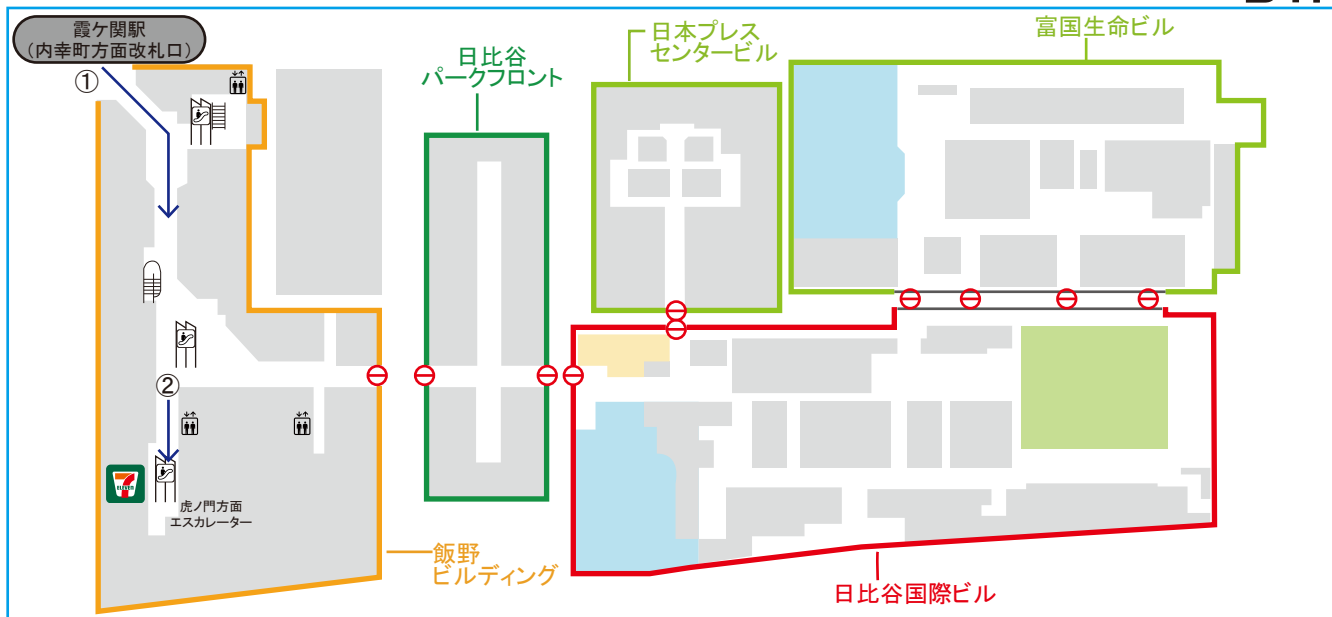 霞ケ関駅
(内幸町方面改札口)
①
日比谷
パークフロント
日本プレス
センタービル
富国生命ビル
②
7
ELEVEN
虎ノ門方面
エスカレーター
飯野
ビルディング
日比谷国際ビル